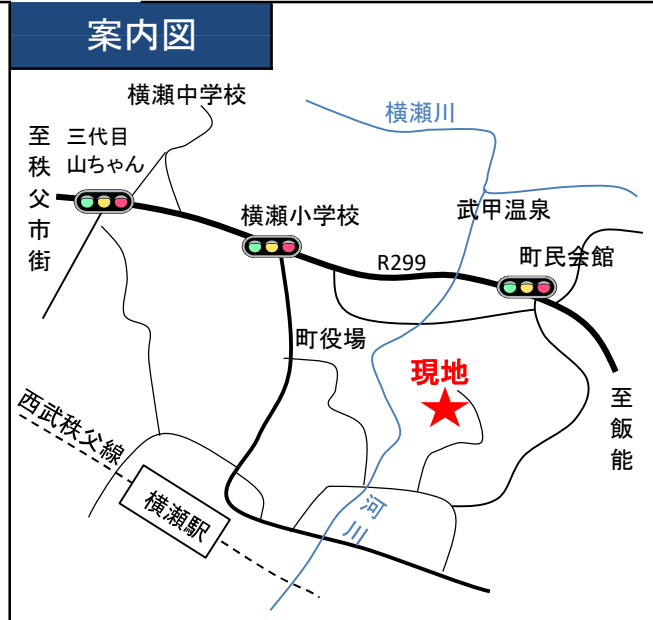 案内図
横瀬中学校
横瀬川
至秩父市街
三代目
山ちゃん
横瀬小学校
武甲温泉
R299
町民会館
町役場
現地
至飯能
西武秩父線
横瀬駅
河川